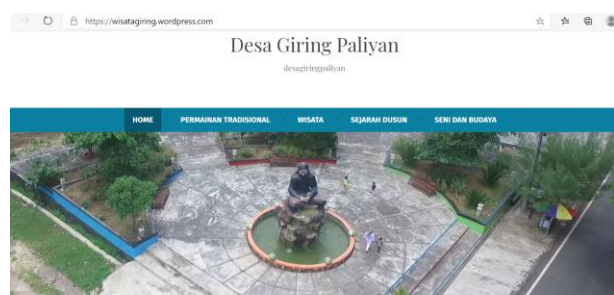 https://wisatagiring.wordpress.com
Desa Giring Paliyan
desagiringpaliyan
HOME PERMAINAN TRADISIONAL WISATA SEJARAH DUSUN SENI DAN BUDAYA